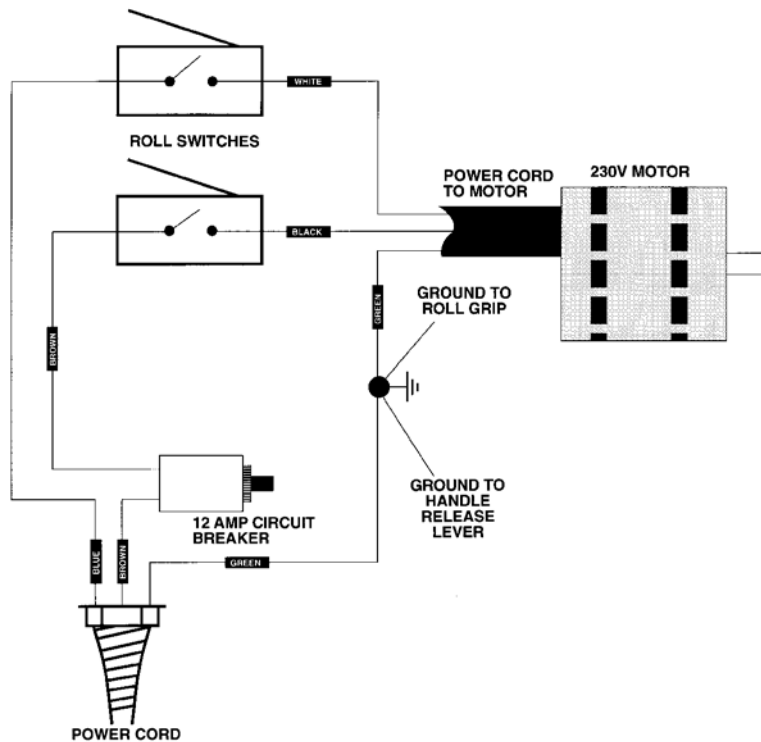 WHITE
ROLL SWITCHES
POWER CORD
TO MOTOR
230V MOTOR
BLACK
GROUND TO
ROLL GRIP
GREEN
BROWN
GROUND TO
HANDLE
RELEASE
LEVER
12 AMP CIRCUIT
BREAKER
BLUE
BROWN
GREEN
POWER CORD